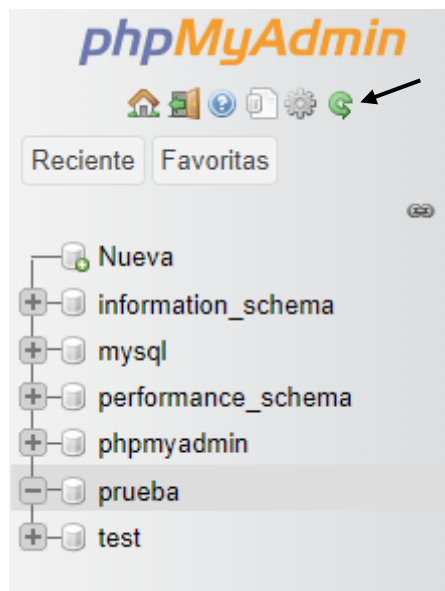 phpMyAdmin
Reciente Favoritas
Nueva
information_schema
mysql
performance_schema
phpmyadmin
prueba
test